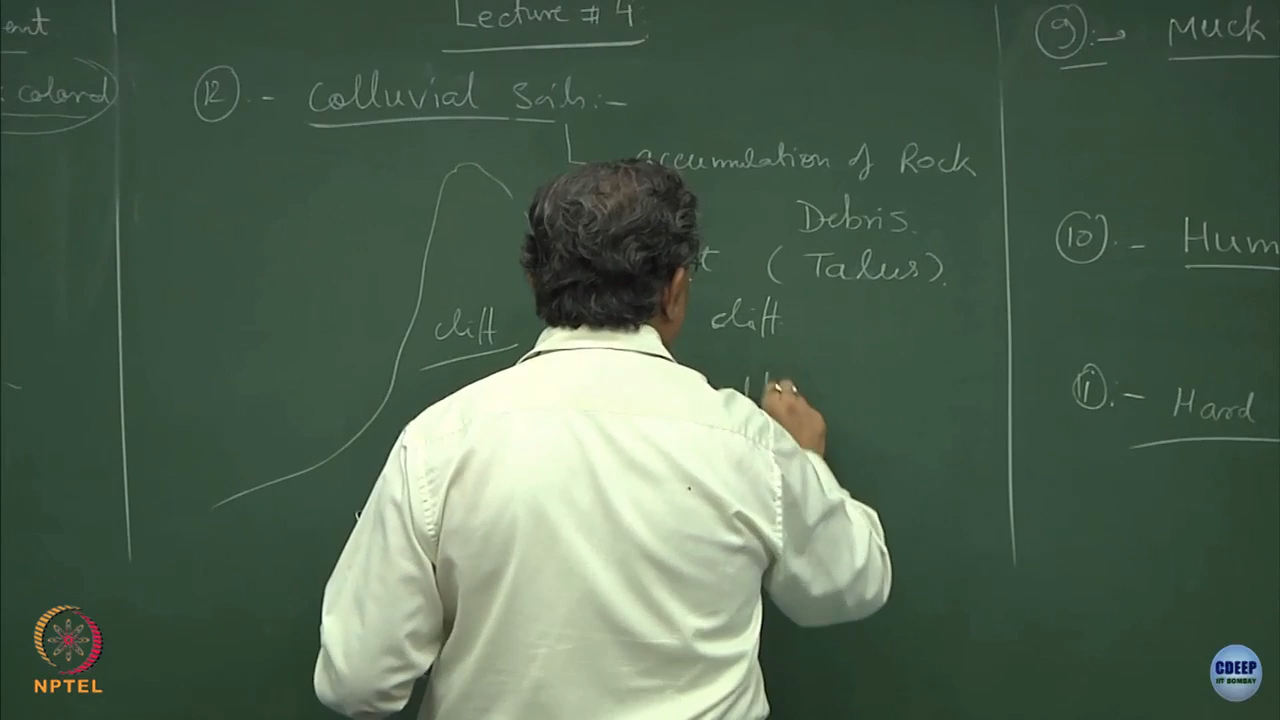 Lecture # 4
ent
: colored
12 :- Colluvial Soils :-
accumulation of Rock
Debris.
(Talus).
cliff
cliff
9 :→ Muck
10 :- Hum
11 :- Hard
NPTEL
CDEEP
IIT BOMBAY